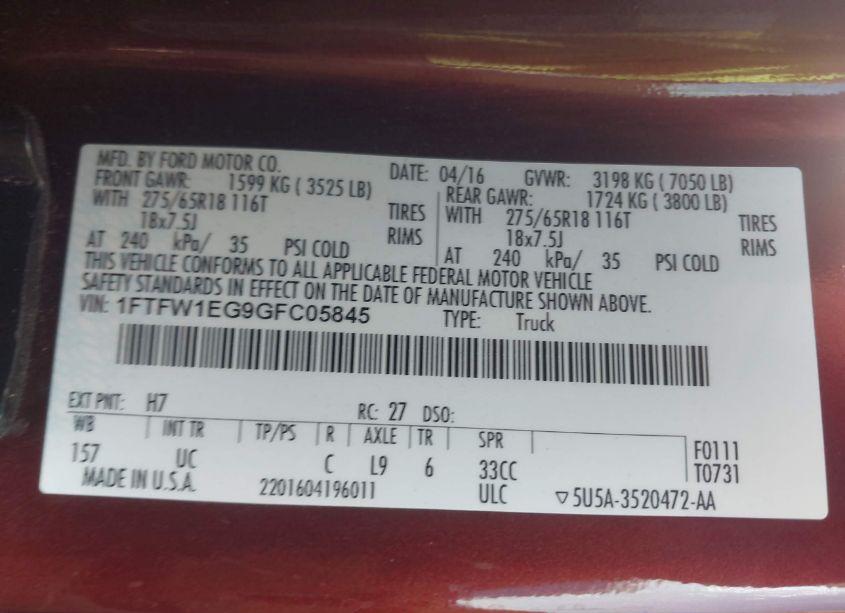 MFD. BY FORD MOTOR CO. DATE: 04/16 GVWR: 3198 KG ( 7050 LB)
FRONT GAWR: 1599 KG ( 3525 LB) REAR GAWR: 1724 KG ( 3800 LB)
WITH 275/65R18 116T TIRES WITH 275/65R18 116T TIRES
18x7.5J RIMS 18x7.5J RIMS
AT 240 kPa/ 35 PSI COLD AT 240 kPa/ 35 PSI COLD
THIS VEHICLE CONFORMS TO ALL APPLICABLE FEDERAL MOTOR VEHICLE
SAFETY STANDARDS IN EFFECT ON THE DATE OF MANUFACTURE SHOWN ABOVE.
VIN: 1FTFW1EG9GFC05845 TYPE: Truck
EXT PNT: H7 RC: 27 DSO:
WB INT TR TP/PS R AXLE TR SPR F0111
157 UC C L9 6 33CC T0731
MADE IN U.S.A. 2201604196011 ULC ▽5U5A-3520472-AA